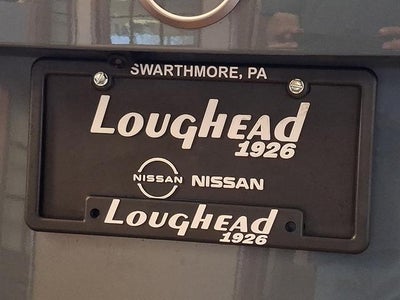 SWARTHMORE, PA
LOUGHEAD
1926
NISSAN NISSAN
LOUGHEAD
1926